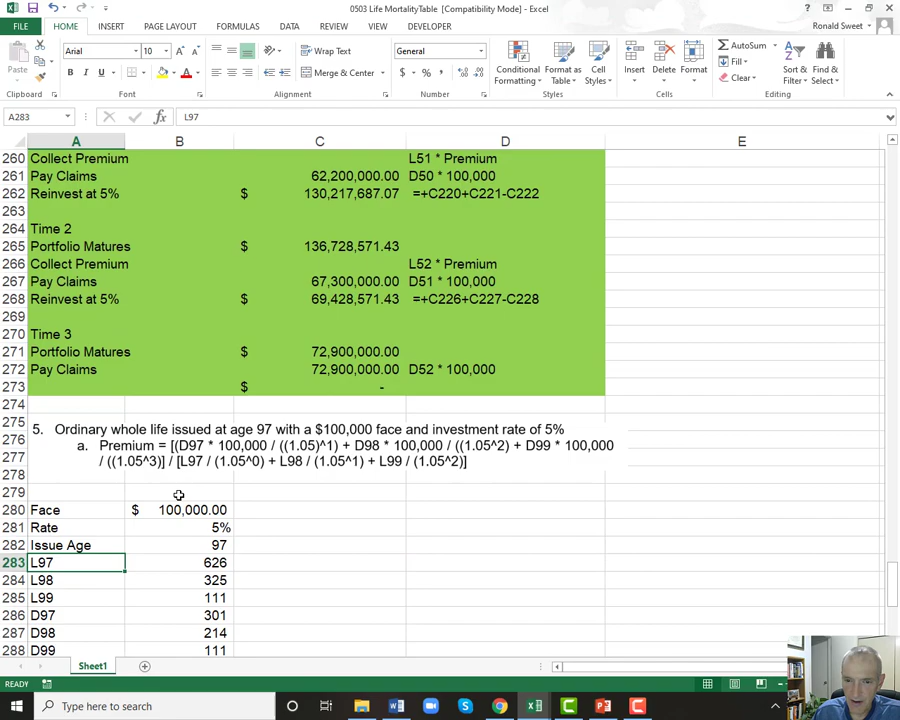 0503 Life MortalityTable [Compatibility Mode] - Excel
Ronald Sweet
FILE HOME INSERT PAGE LAYOUT FORMULAS DATA REVIEW VIEW DEVELOPER
Arial 10 Wrap Text General AutoSum
Paste B I U Merge & Center $ % Conditional Formatting Format as Table Cell Styles Insert Delete Format Fill Clear Sort & Filter Find & Select
Clipboard Font Alignment Number Styles Cells Editing
A283 fx L97
A B C D E
260 Collect Premium L51 * Premium
261 Pay Claims 62,200,000.00 D50 * 100,000
262 Reinvest at 5% $ 130,217,687.07 =+C220+C221-C222
263
264 Time 2
265 Portfolio Matures $ 136,728,571.43
266 Collect Premium L52 * Premium
267 Pay Claims 67,300,000.00 D51 * 100,000
268 Reinvest at 5% $ 69,428,571.43 =+C226+C227-C228
269
270 Time 3
271 Portfolio Matures $ 72,900,000.00
272 Pay Claims 72,900,000.00 D52 * 100,000
273 $ -
274
275 5. Ordinary whole life issued at age 97 with a $100,000 face and investment rate of 5%
276 a. Premium = [(D97 * 100,000 / ((1.05)^1) + D98 * 100,000 / ((1.05^2) + D99 * 100,000
277 / ((1.05^3)] / [L97 / (1.05^0) + L98 / (1.05^1) + L99 / (1.05^2)]
278
279
280 Face $ 100,000.00
281 Rate 5%
282 Issue Age 97
283 L97 626
284 L98 325
285 L99 111
286 D97 301
287 D98 214
288 D99 111
Sheet1
READY
Type here to search